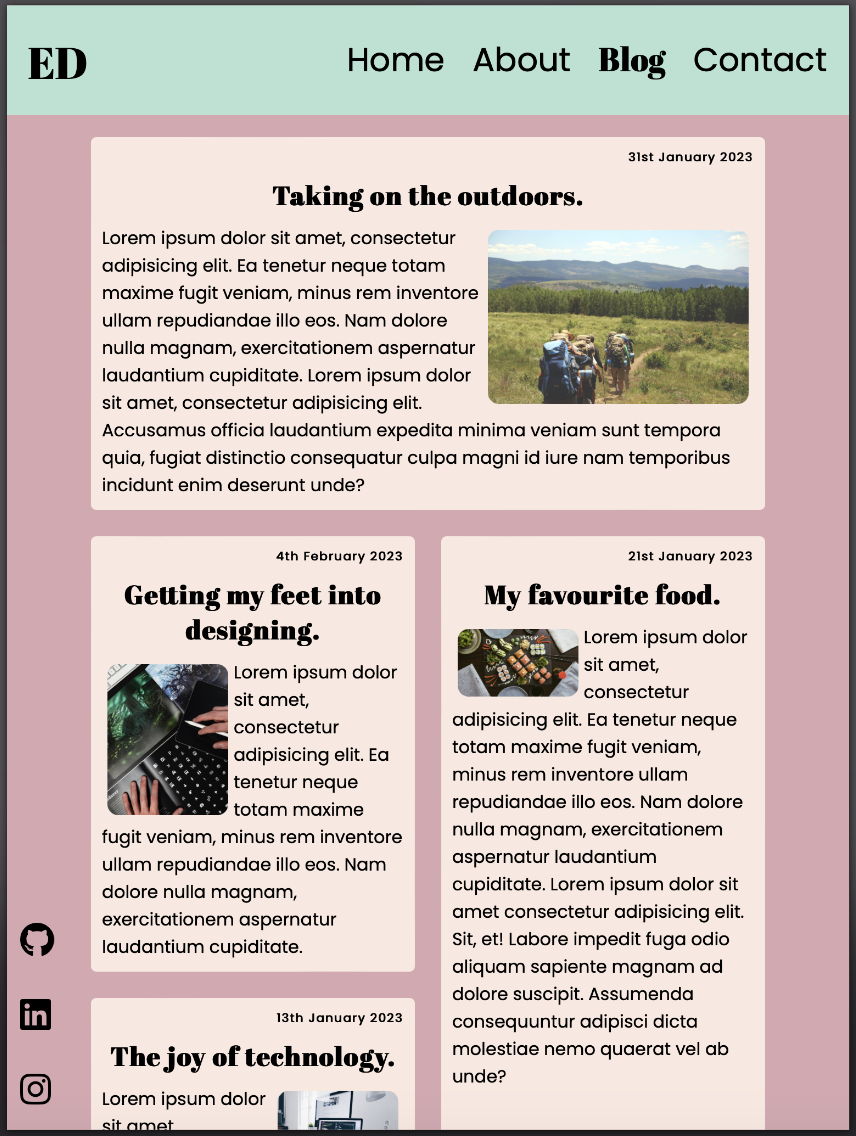 ED
Home About Blog Contact
31st January 2023
Taking on the outdoors.
Lorem ipsum dolor sit amet, consectetur
adipisicing elit. Ea tenetur neque totam
maxime fugit veniam, minus rem inventore
ullam repudiandae illo eos. Nam dolore
nulla magnam, exercitationem aspernatur
laudantium cupiditate. Lorem ipsum dolor
sit amet, consectetur adipisicing elit.
Accusamus officia laudantium expedita minima veniam sunt tempora
quia, fugiat distinctio consequatur culpa magni id iure nam temporibus
incidunt enim deserunt unde?
4th February 2023
Getting my feet into
designing.
Lorem ipsum dolor
sit amet,
consectetur
adipisicing elit. Ea
tenetur neque
totam maxime
fugit veniam, minus rem inventore
ullam repudiandae illo eos. Nam
dolore nulla magnam,
exercitationem aspernatur
laudantium cupiditate.
21st January 2023
My favourite food.
Lorem ipsum dolor
sit amet,
consectetur
adipisicing elit. Ea tenetur neque
totam maxime fugit veniam,
minus rem inventore ullam
repudiandae illo eos. Nam dolore
nulla magnam, exercitationem
aspernatur laudantium
cupiditate. Lorem ipsum dolor sit
amet consectetur adipisicing elit.
Sit, et! Labore impedit fuga odio
aliquam sapiente magnam ad
dolore suscipit. Assumenda
consequuntur adipisci dicta
molestiae nemo quaerat vel ab
unde?
13th January 2023
The joy of technology.
Lorem ipsum dolor
sit amet
in